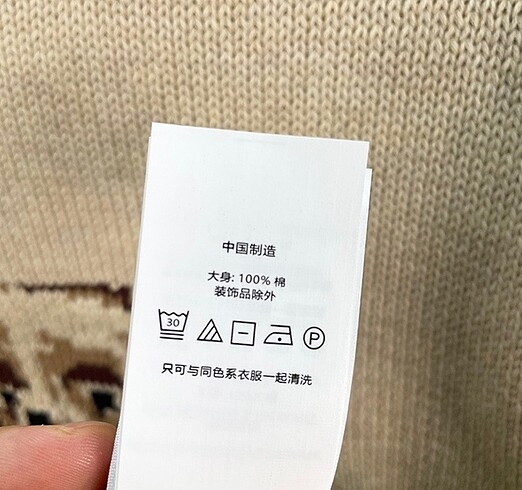 中国制造
大身: 100% 棉
装饰品除外
30 P
只可与同色系衣服一起清洗